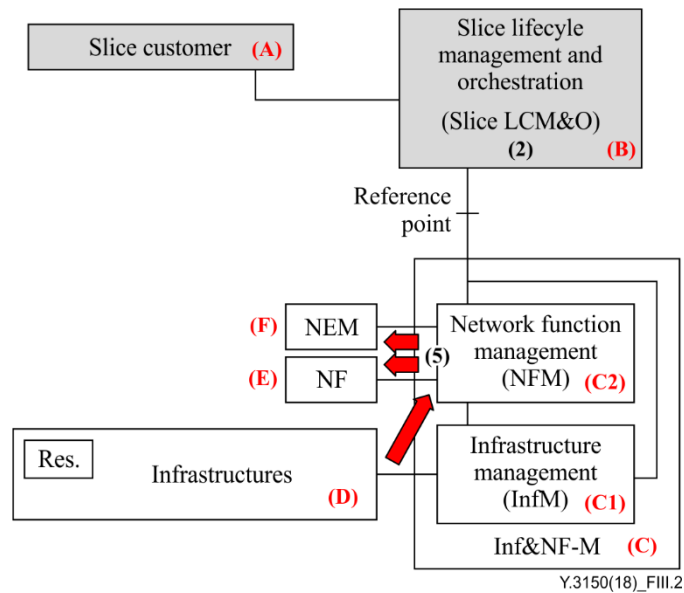 Slice customer (A)
Slice lifecyle
management and
orchestration
(Slice LCM&O)
(2) (B)
Reference
point
(F) NEM
(5)
(E) NF
Network function
management
(NFM) (C2)
Res.
Infrastructures
(D)
Infrastructure
management
(InfM) (C1)
Inf&NF-M (C)
Y.3150(18)_FIII.2